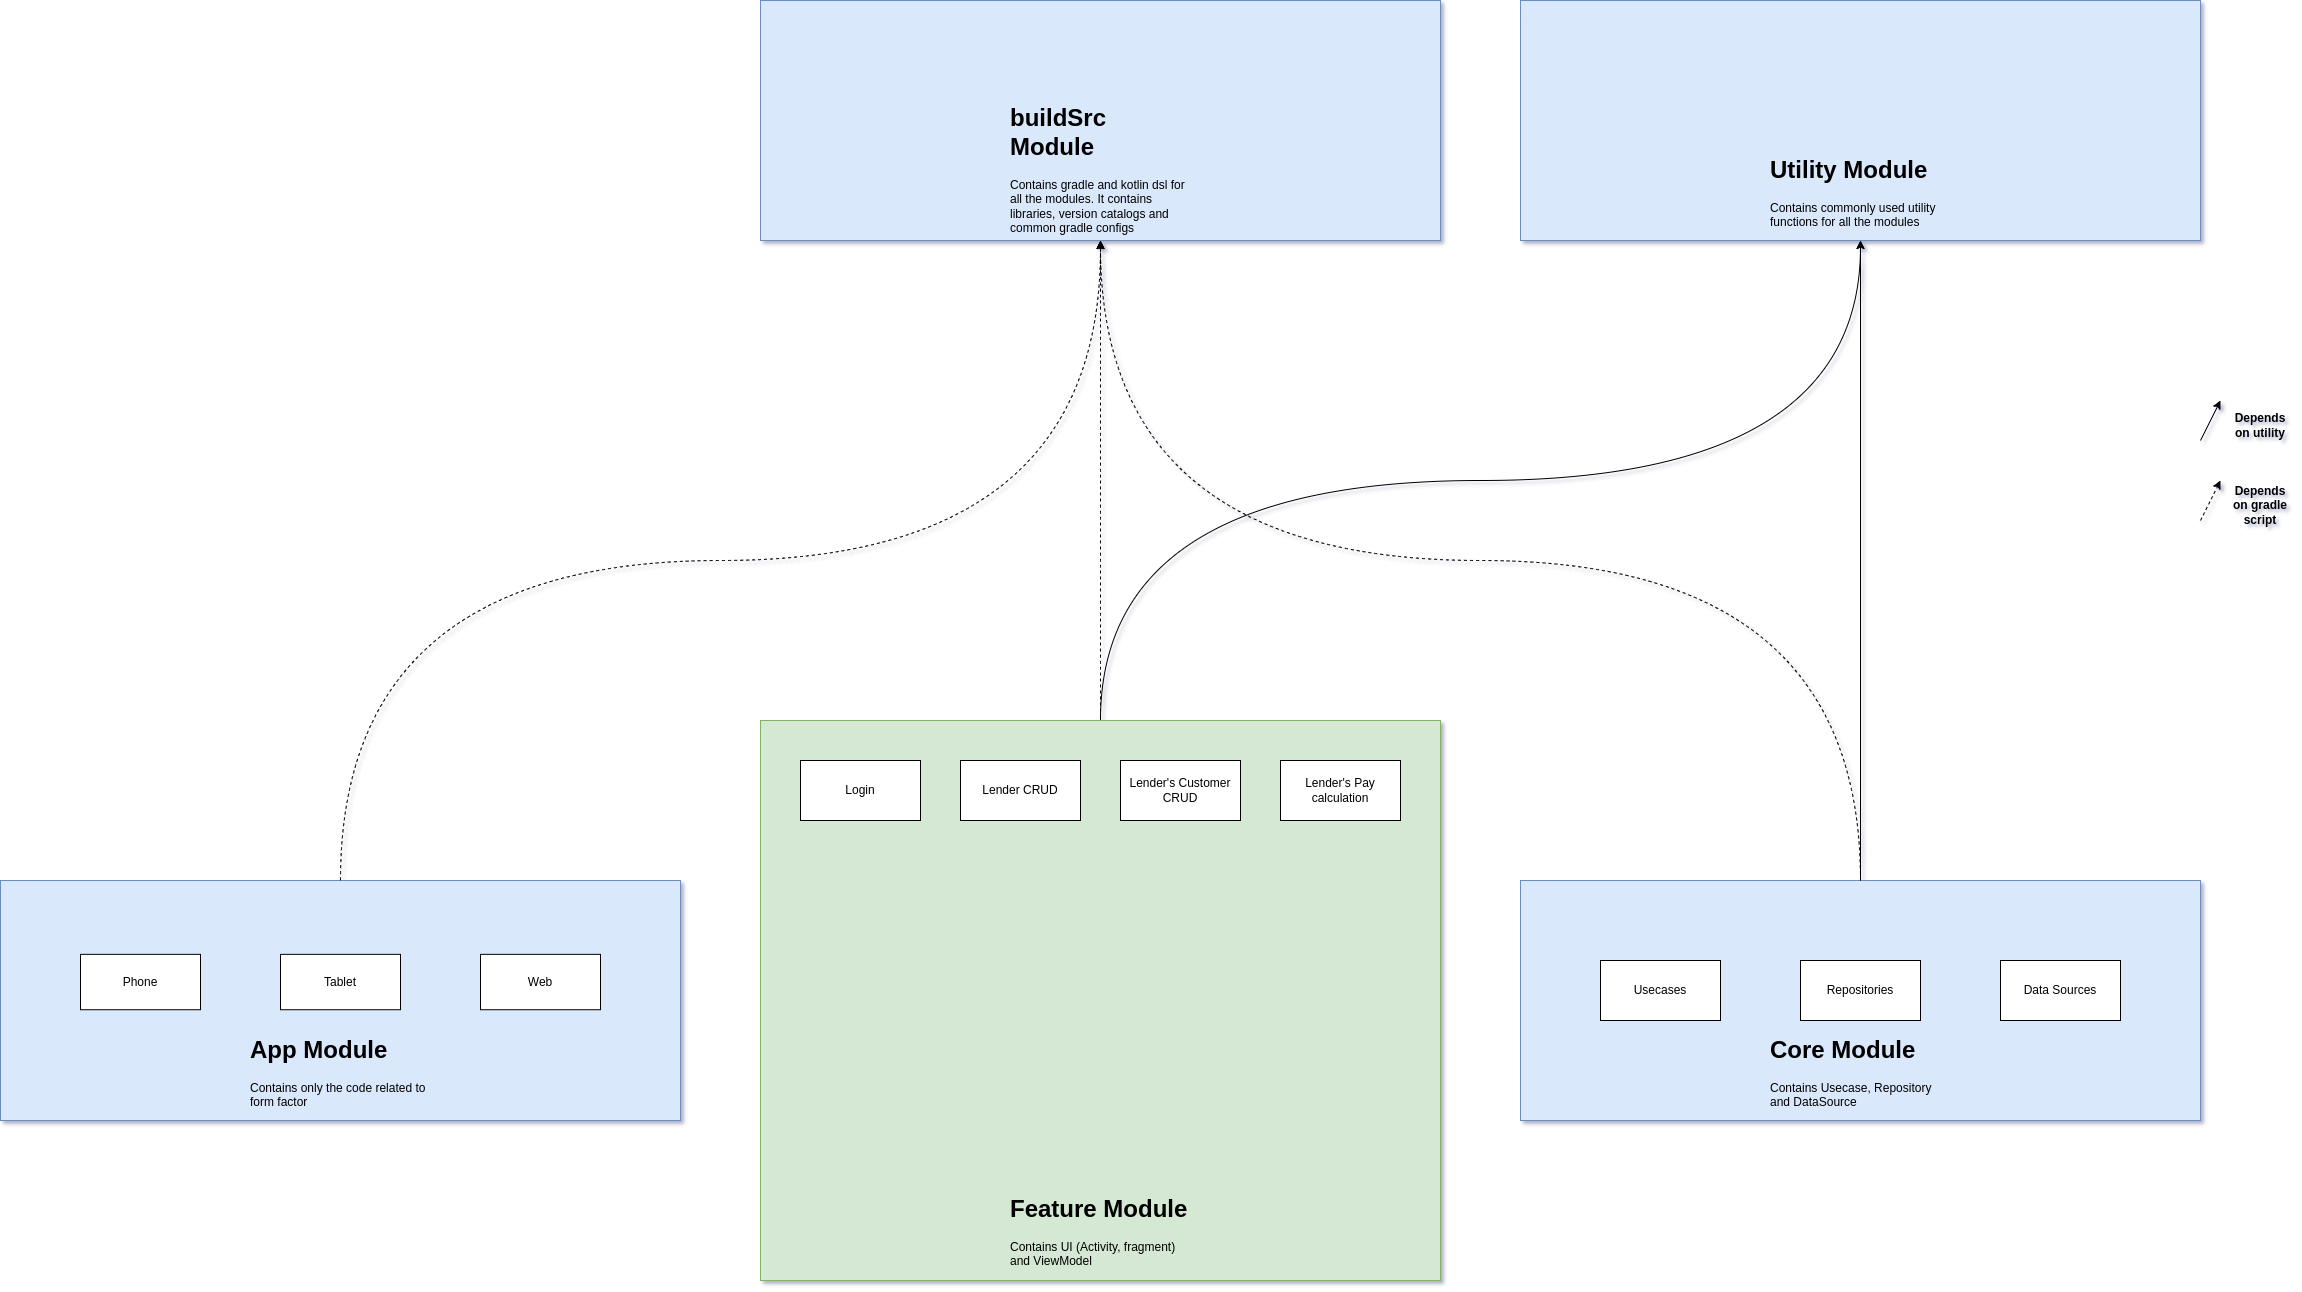 buildSrc
Module
Contains gradle and kotlin dsl for
all the modules. It contains
libraries, version catalogs and
common gradle configs
Utility Module
Contains commonly used utility
functions for all the modules
Depends
on utility
Depends
on gradle
script
Login
Lender CRUD
Lender's Customer
CRUD
Lender's Pay
calculation
Phone
Tablet
Web
App Module
Contains only the code related to
form factor
Usecases
Repositories
Data Sources
Core Module
Contains Usecase, Repository
and DataSource
Feature Module
Contains UI (Activity, fragment)
and ViewModel